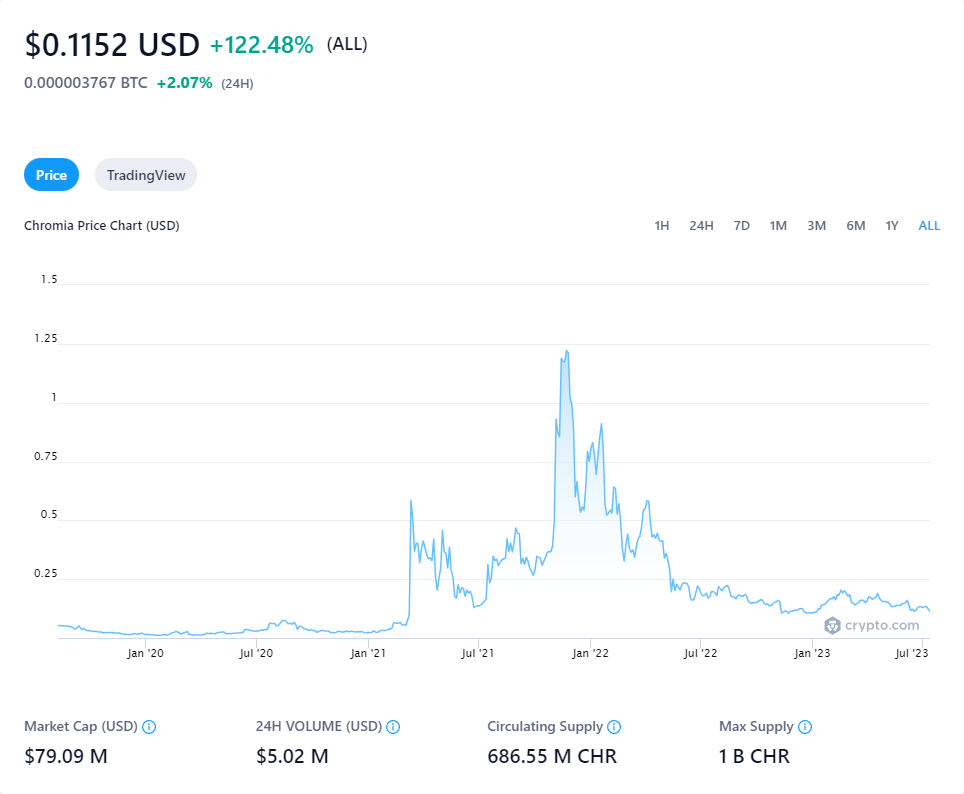 $0.1152 USD +122.48% (ALL)
0.000003767 BTC +2.07% (24H)
Price TradingView
Chromia Price Chart (USD) 1H 24H 7D 1M 3M 6M 1Y ALL
1.5
1.25
1
0.75
0.5
0.25
crypto.com
Jan '20 Jul '20 Jan '21 Jul '21 Jan '22 Jul '22 Jan '23 Jul '23
Market Cap (USD) 24H VOLUME (USD) Circulating Supply Max Supply
$79.09 M $5.02 M 686.55 M CHR 1 B CHR